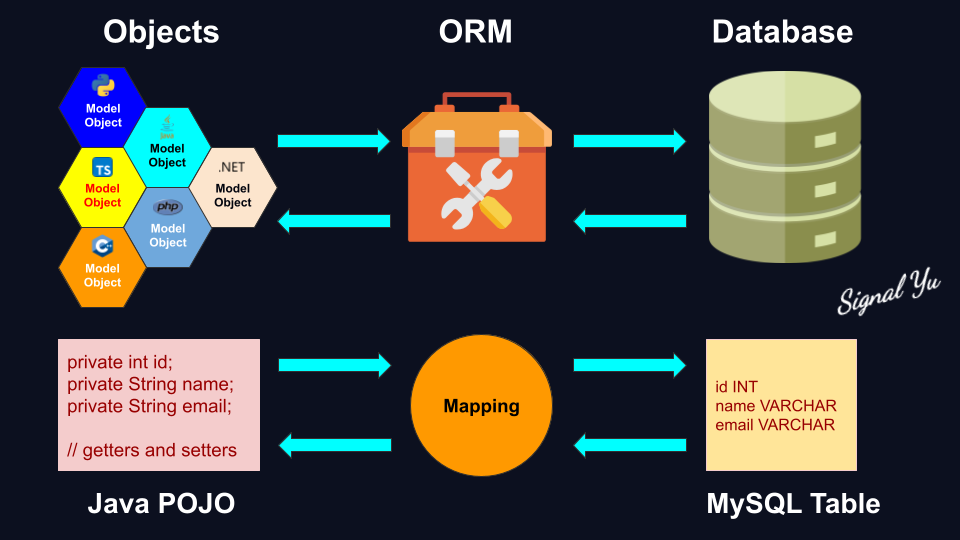 Objects
ORM
Database
Model
Object
Model
Object
TS
Model
Object
.NET
Model
Object
php
Model
Object
Model
Object
Signal Yu
private int id;
private String name;
private String email;
// getters and setters
Mapping
id INT
name VARCHAR
email VARCHAR
Java POJO
MySQL Table